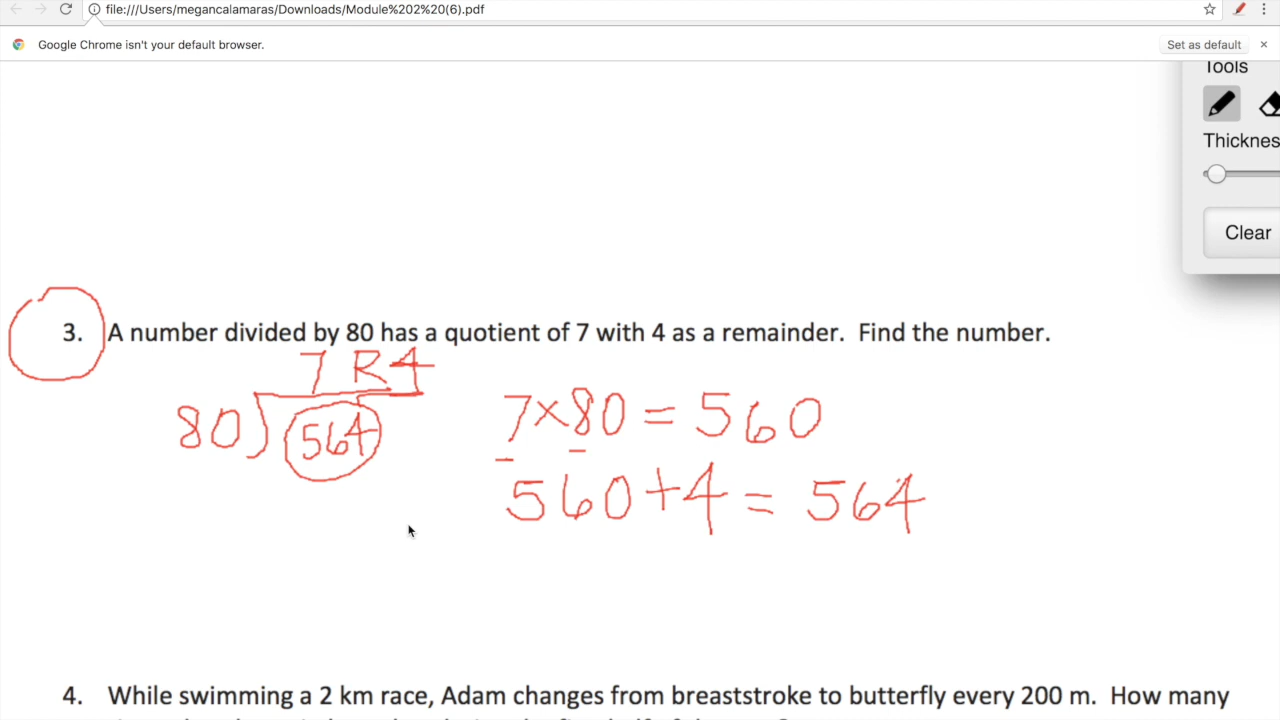 file:///Users/megancalamaras/Downloads/Module%202%20(6).pdf
Google Chrome isn't your default browser.
Set as default
Tools
Thicknes
Clear
3. A number divided by 80 has a quotient of 7 with 4 as a remainder. Find the number.
7 R4
80 564
7×80=560
560+4=564
4. While swimming a 2 km race, Adam changes from breaststroke to butterfly every 200 m. How many